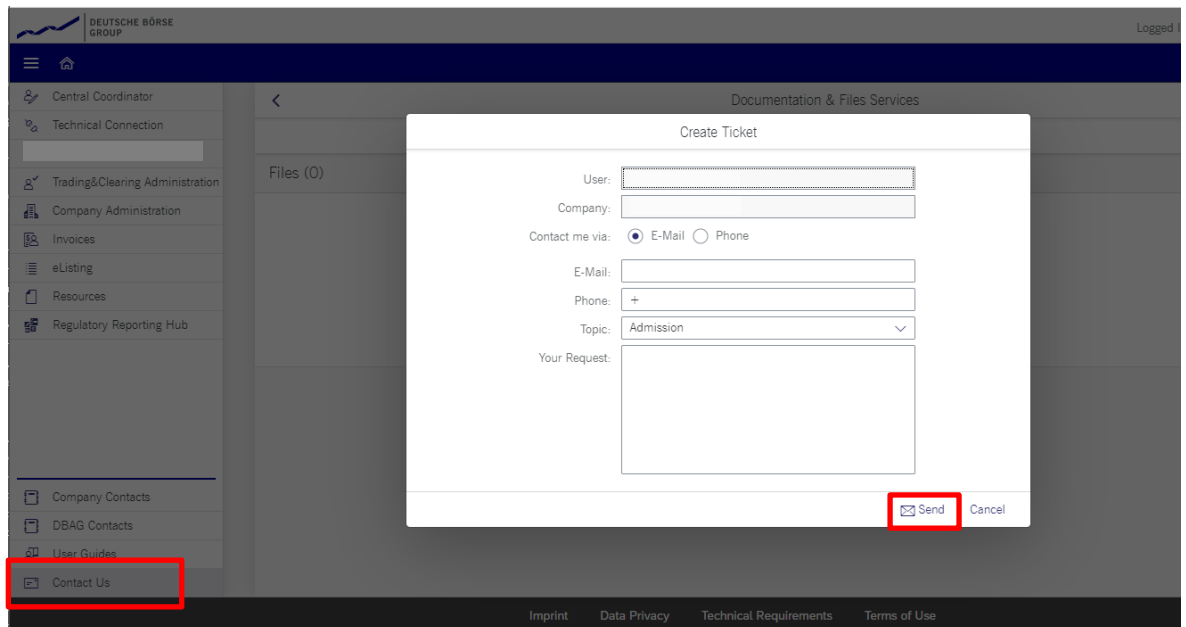 DEUTSCHE BÖRSE
GROUP
Logged I
Central Coordinator
Technical Connection
Trading&Clearing Administration
Company Administration
Invoices
eListing
Resources
Regulatory Reporting Hub
Company Contacts
DBAG Contacts
User Guides
Contact Us
Documentation & Files Services
Files (0)
Create Ticket
User:
Company:
Contact me via: E-Mail Phone
E-Mail:
Phone: +
Topic: Admission
Your Request:
Send Cancel
Imprint Data Privacy Technical Requirements Terms of Use